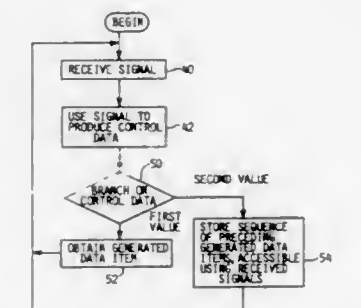 BEGIN
RECEIVE SIGNAL
40
USE SIGNAL TO
PRODUCE CONTROL
DATA
42
50
BRANCH ON
CONTROL DATA
SECOND VALUE
FIRST
VALUE
OBTAIN GENERATED
DATA ITEM
52
STORE SEQUENCE
OF PRECEDING
GENERATED DATA
ITEMS, ACCESSIBLE
USING RECEIVED
SIGNALS
54